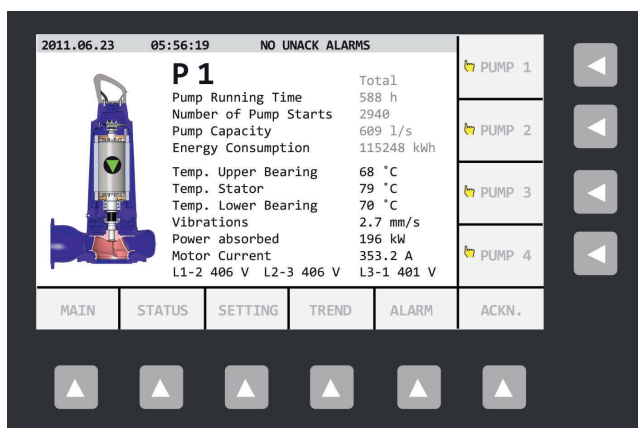 2011.06.23 05:56:19 NO UNACK ALARMS
P 1
Total
Pump Running Time 588 h
Number of Pump Starts 2940
Pump Capacity 609 l/s
Energy Consumption 115248 kWh
Temp. Upper Bearing 68 °C
Temp. Stator 79 °C
Temp. Lower Bearing 70 °C
Vibrations 2.7 mm/s
Power absorbed 196 kW
Motor Current 353.2 A
L1-2 406 V L2-3 406 V L3-1 401 V
PUMP 1
PUMP 2
PUMP 3
PUMP 4
MAIN STATUS SETTING TREND ALARM ACKN.